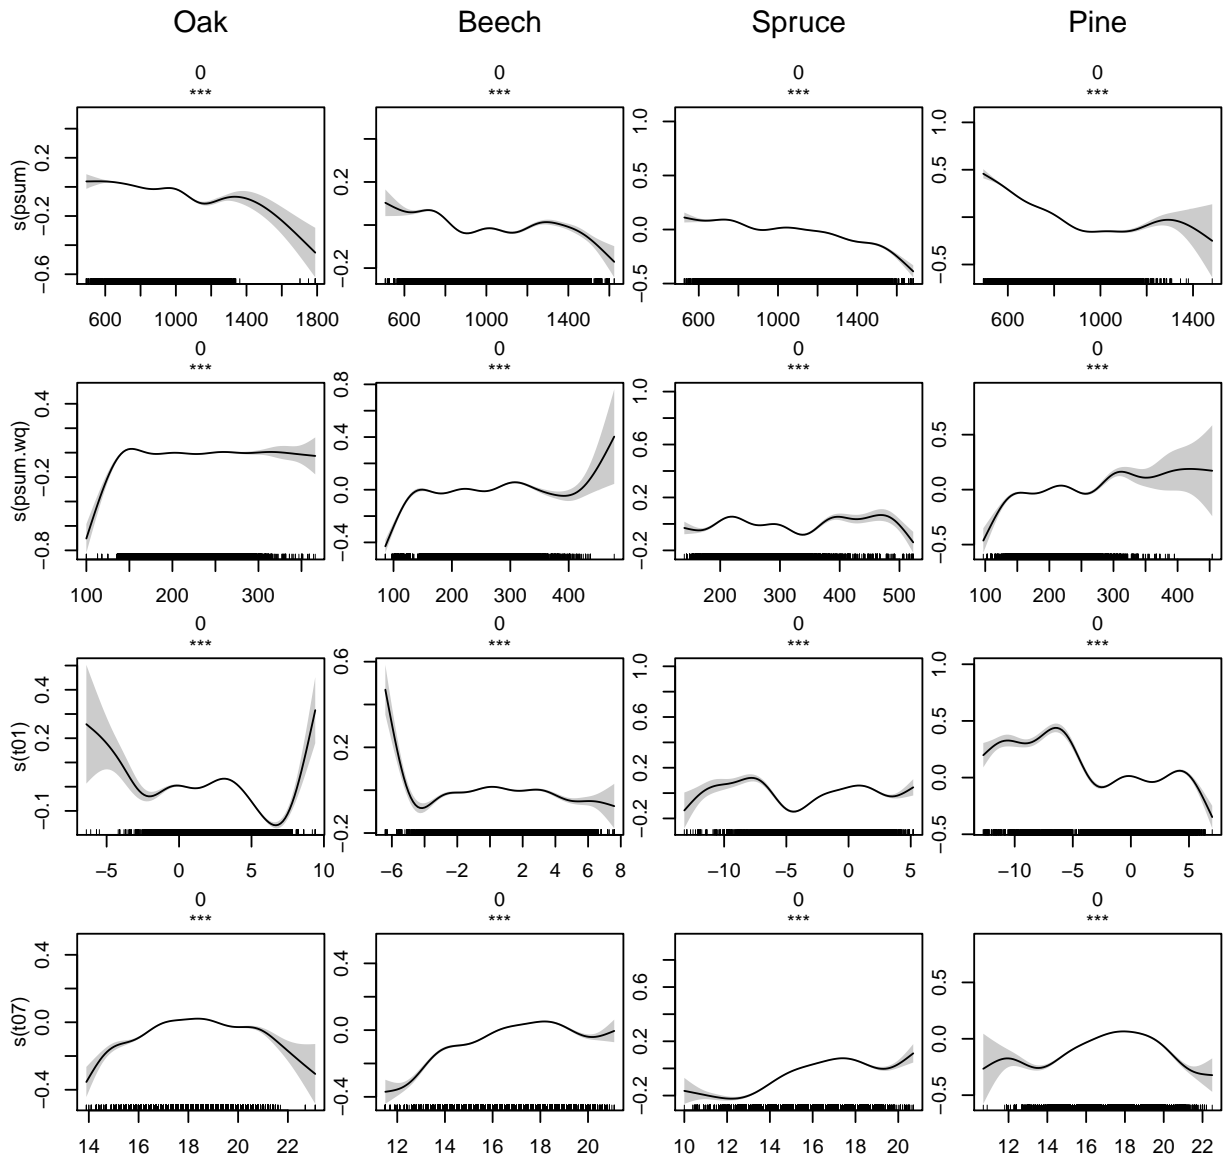 Oak Beech Spruce Pine
0 0 0 0
*** *** *** ***
s(psum)
−0.6 −0.2 0.2
−0.2 0.2
−0.5 0.0 0.5 1.0
−0.5 0.5
600 1000 1400 1800
600 1000 1400
600 1000 1400
600 1000 1400
0 0 0 0
*** *** *** ***
s(psum.wq)
−0.8 −0.2 0.4
−0.4 0.0 0.4 0.8
−0.2 0.2 0.6 1.0
−0.5 0.0 0.5
100 200 300
100 200 300 400
200 300 400 500
100 200 300 400
0 0 0 0
*** *** *** ***
s(t01)
−0.1 0.2 0.4
−0.2 0.2 0.6
−0.2 0.2 0.6 1.0
−0.5 0.0 0.5 1.0
−5 0 5 10
−6 −2 0 2 4 6 8
−10 −5 0 5
−10 −5 0 5
0 0 0 0
*** *** *** ***
s(t07)
−0.4 0.0 0.4
−0.4 0.0 0.4
−0.2 0.2 0.6
−0.5 0.0 0.5
14 16 18 20 22
12 14 16 18 20
10 12 14 16 18 20
12 14 16 18 20 22